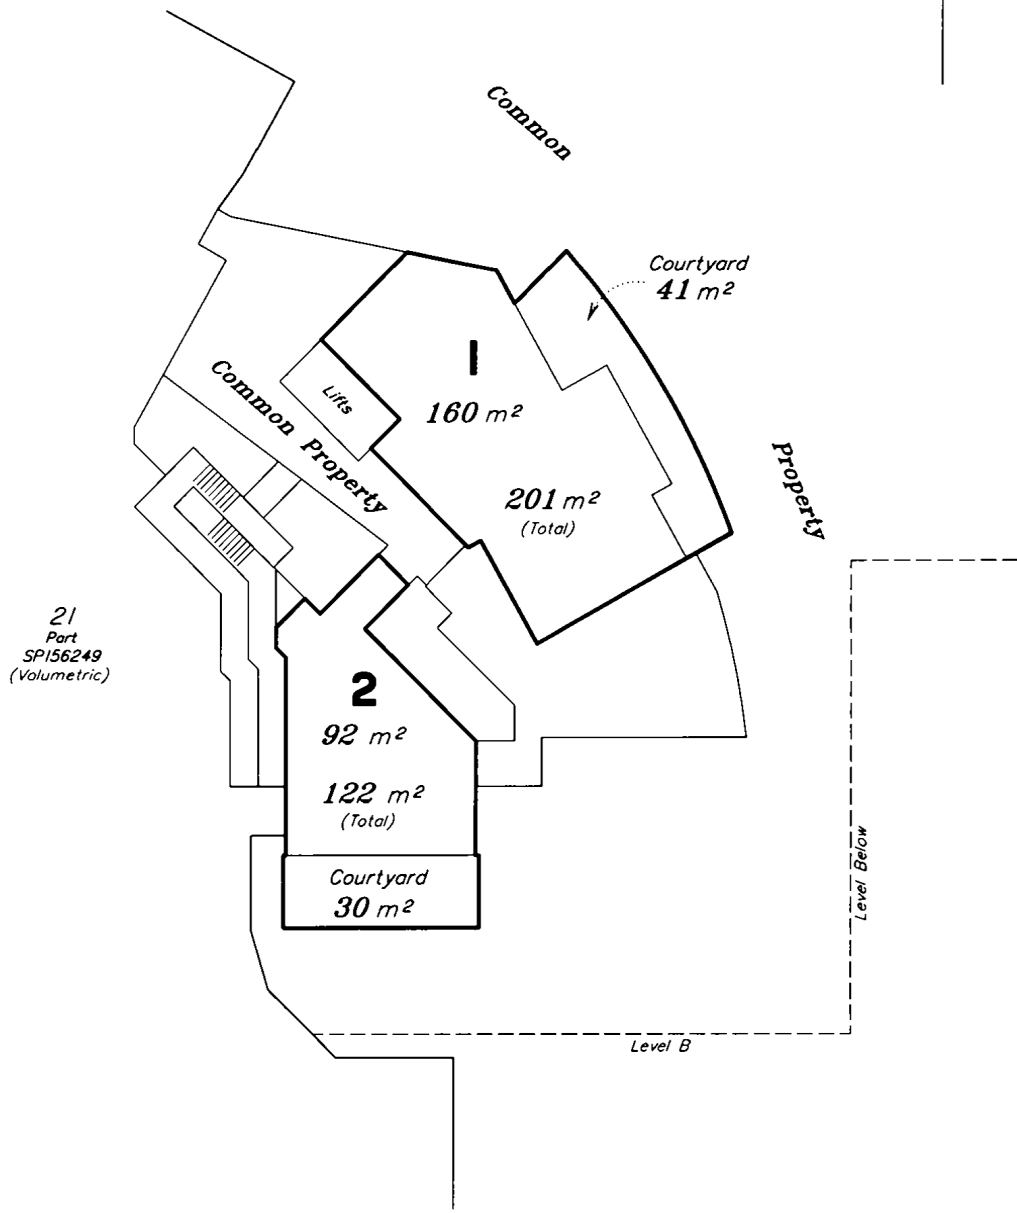 Common
Courtyard
41 m²
1
Lifts
160 m²
Common Property
Property
201 m²
(Total)
21
Part
SP156249
(Volumetric)
2
92 m²
122 m²
(Total)
Courtyard
30 m²
Level Below
Level B